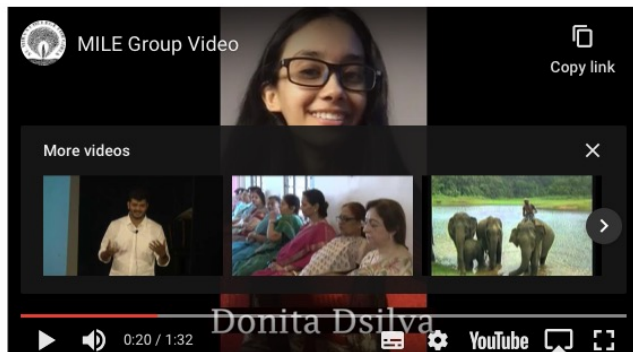 MILE Group Video
Copy link
More videos
Donita Dsilva
0:20 / 1:32
YouTube